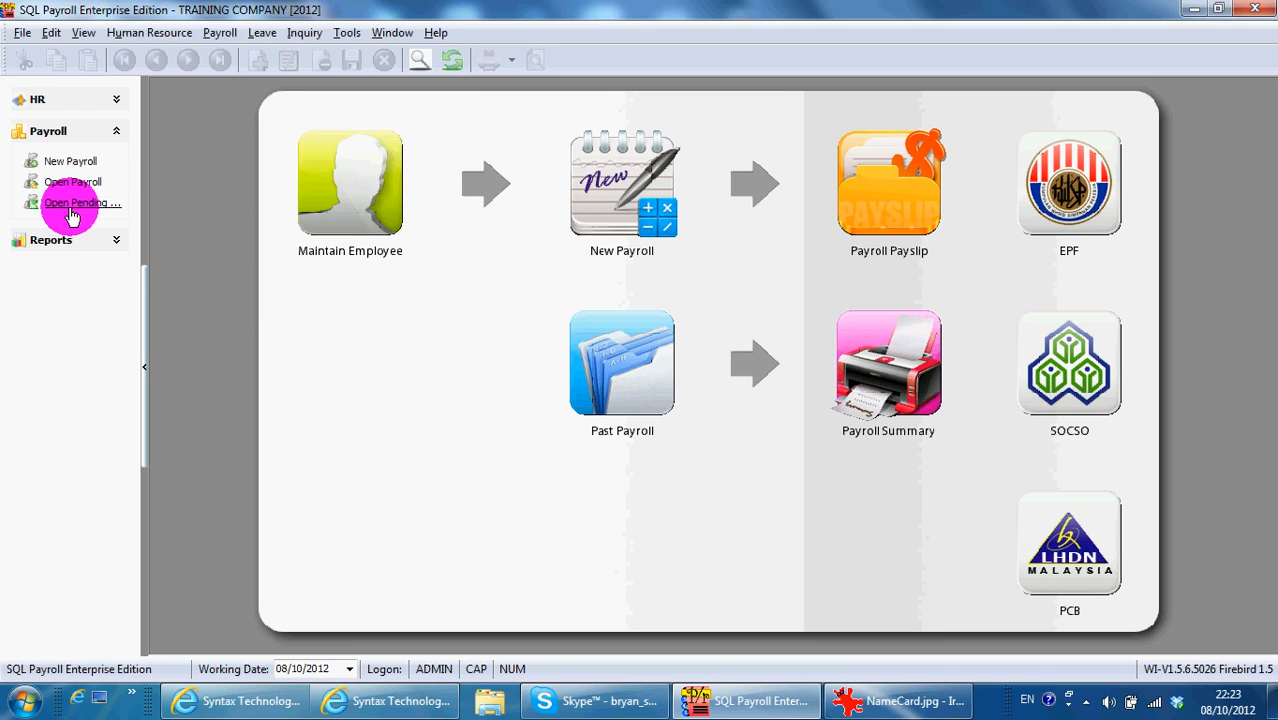 SQL Payroll Enterprise Edition - TRAINING COMPANY [2012]
File Edit View Human Resource Payroll Leave Inquiry Tools Window Help
HR
Payroll
New Payroll
Open Payroll
Open Pending ...
Reports
New
PAYSLIP
Maintain Employee
New Payroll
Payroll Payslip
EPF
Past Payroll
Payroll Summary
SOCSO
LHDN
MALAYSIA
PCB
SQL Payroll Enterprise Edition Working Date: 08/10/2012 Logon: ADMIN CAP NUM WI-V1.5.6.5026 Firebird 1.5
Syntax Technolog... Syntax Technolog... Skype™ - bryan_s... SQL Payroll Enter... NameCard.jpg - Ir... EN 22:23
08/10/2012